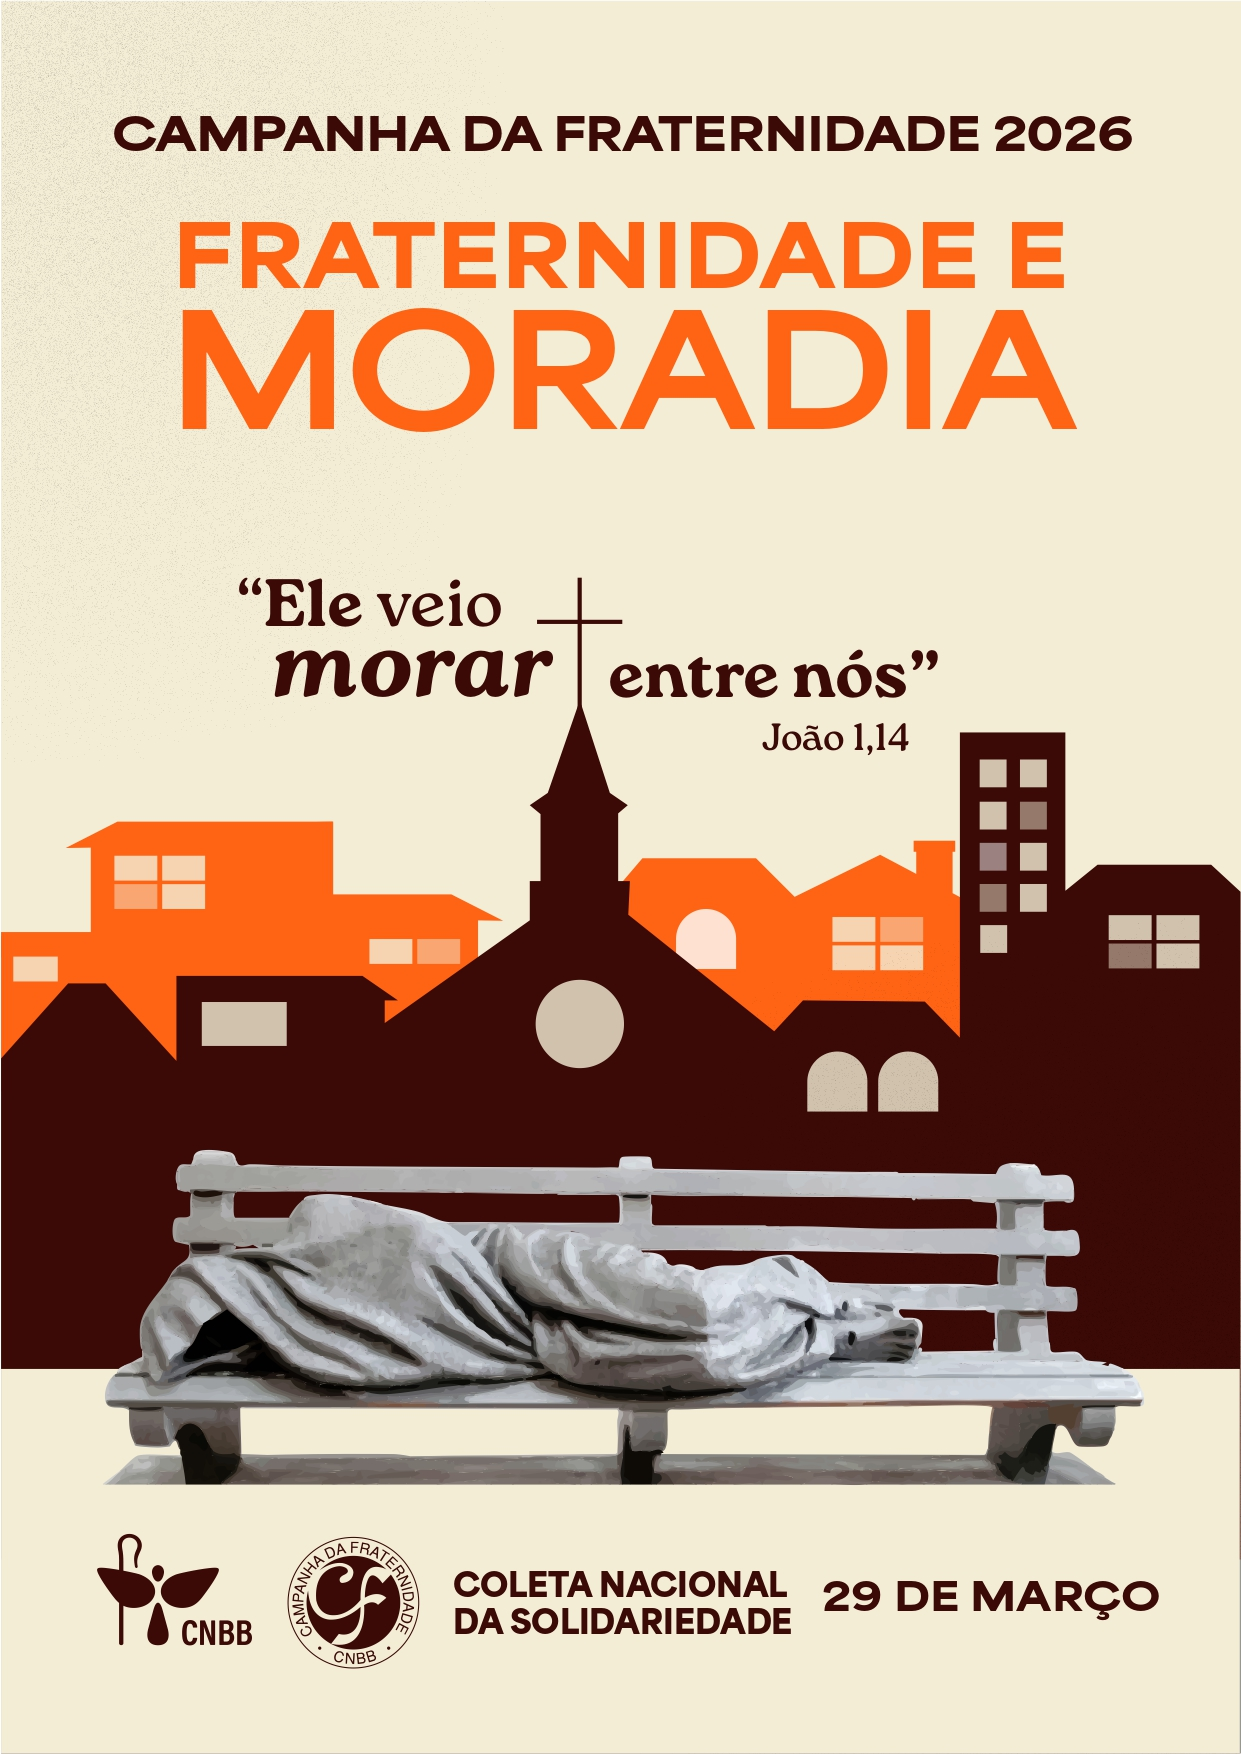 CAMPANHA DA FRATERNIDADE 2026
FRATERNIDADE E
MORADIA
“Ele veio
morar
entre nós”
João 1,14
CNBB
CAMPANHA DA FRATERNIDADE
CNBB
COLETA NACIONAL
DA SOLIDARIEDADE
29 DE MARÇO